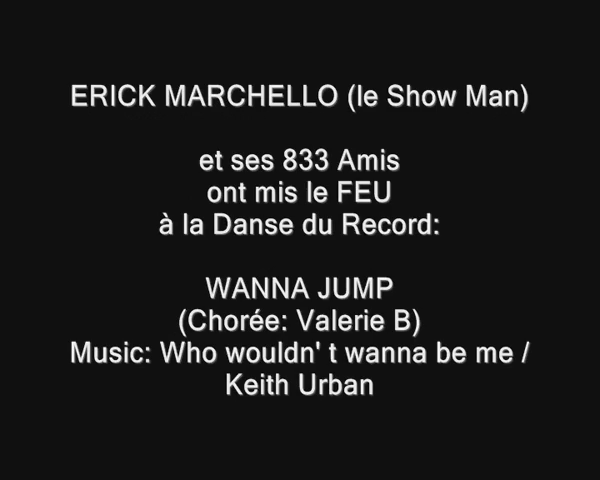 ERICK MARCHELLO (le Show Man)
et ses 833 Amis
ont mis le FEU
à la Danse du Record:
WANNA JUMP
(Chorée: Valerie B)
Music: Who wouldn' t wanna be me /
Keith Urban